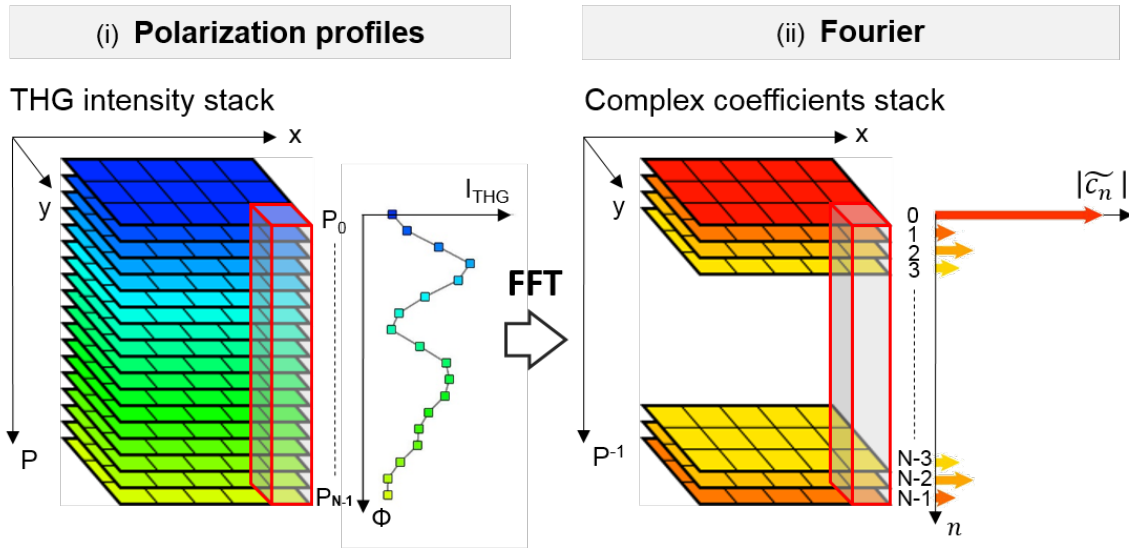 (i) Polarization profiles
(ii) Fourier
THG intensity stack
Complex coefficients stack
x
y
P
P0
PN-1
ITHG
Φ
FFT
x
y
P-1
0
1
2
3
N-3
N-2
N-1
|c̃n|
n